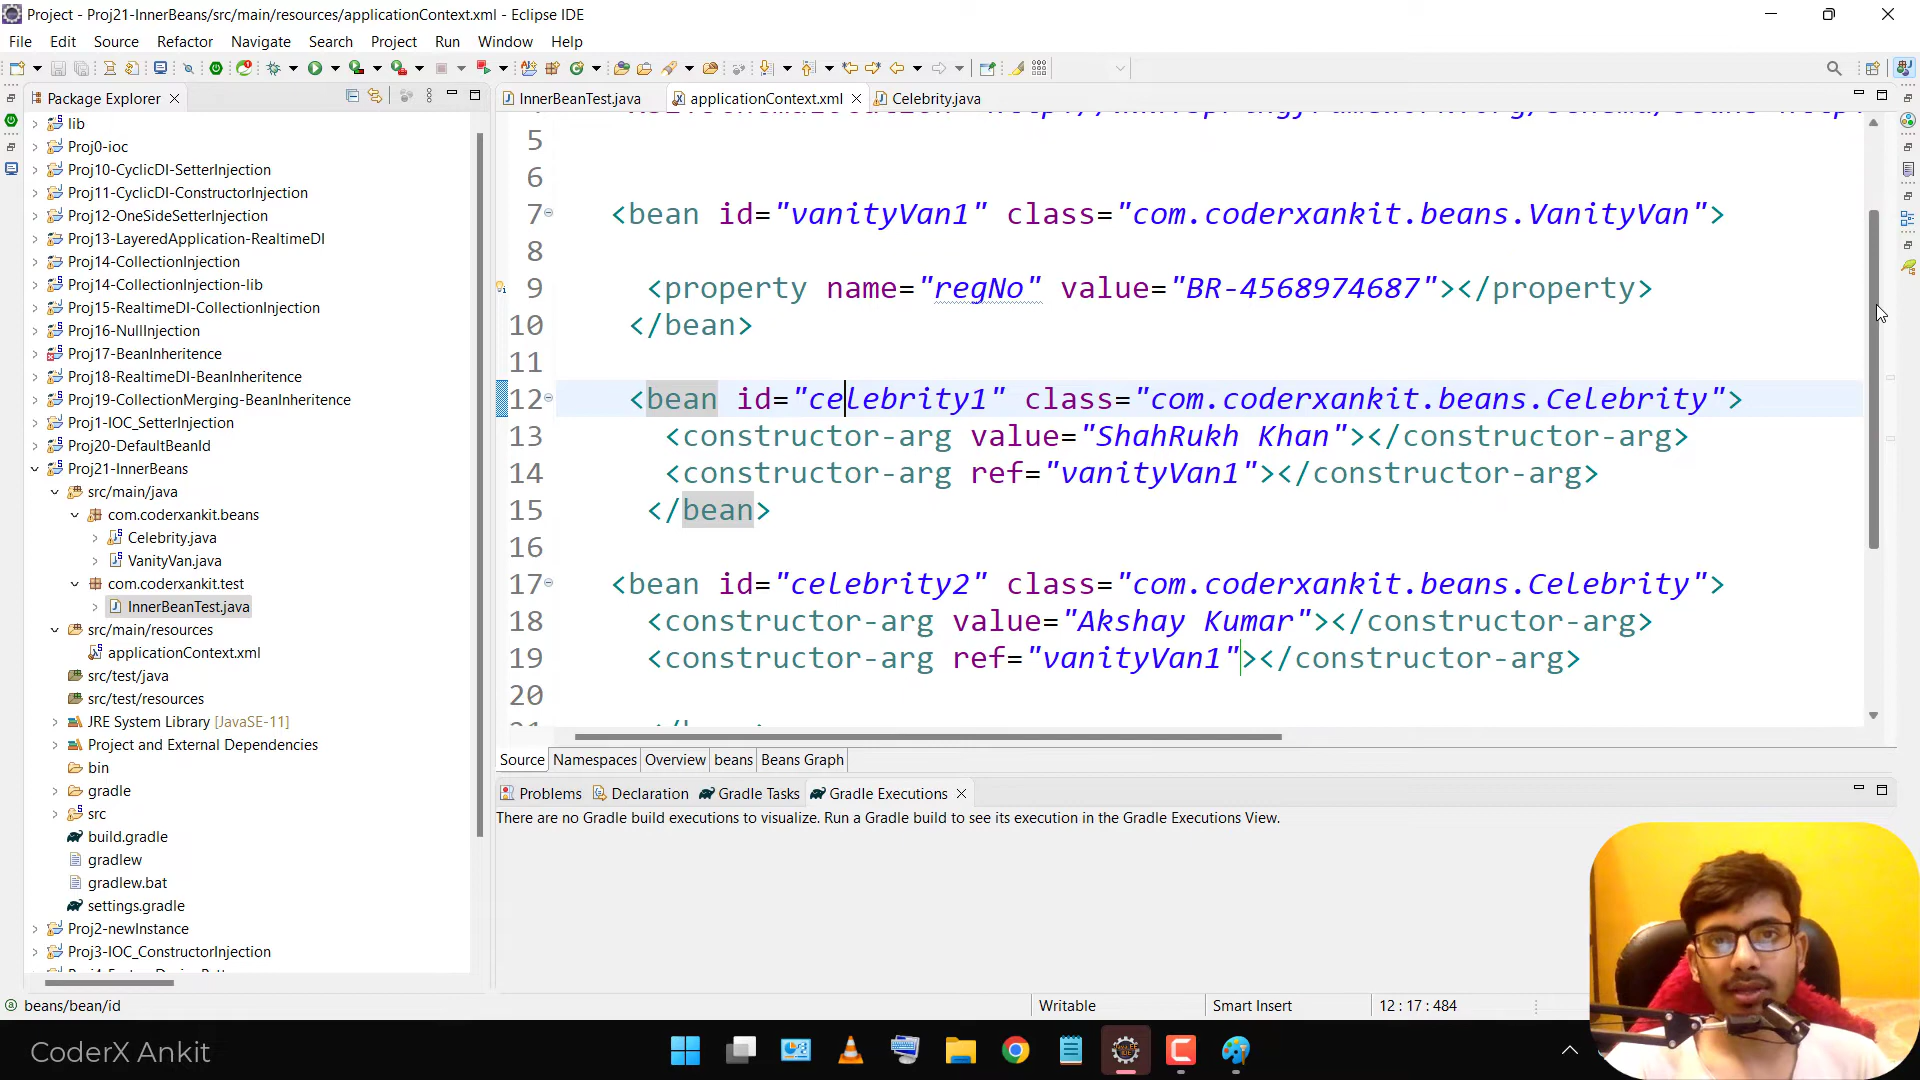 Project - Proj21-InnerBeans/src/main/resources/applicationContext.xml - Eclipse IDE
File Edit Source Refactor Navigate Search Project Run Window Help
Package Explorer
lib
Proj0-ioc
Proj10-CyclicDI-SetterInjection
Proj11-CyclicDI-ConstructorInjection
Proj12-OneSideSetterInjection
Proj13-LayeredApplication-RealtimeDI
Proj14-CollectionInjection
Proj14-CollectionInjection-lib
Proj15-RealtimeDI-CollectionInjection
Proj16-NullInjection
Proj17-BeanInheritence
Proj18-RealtimeDI-BeanInheritence
Proj19-CollectionMerging-BeanInheritence
Proj1-IOC_SetterInjection
Proj20-DefaultBeanId
Proj21-InnerBeans
src/main/java
com.coderxankit.beans
Celebrity.java
VanityVan.java
com.coderxankit.test
InnerBeanTest.java
src/main/resources
applicationContext.xml
src/test/java
src/test/resources
JRE System Library [JavaSE-11]
Project and External Dependencies
bin
gradle
src
build.gradle
gradlew
gradlew.bat
settings.gradle
Proj2-newInstance
Proj3-IOC_ConstructorInjection
InnerBeanTest.java applicationContext.xml Celebrity.java
5
6
7 <bean id="vanityVan1" class="com.coderxankit.beans.VanityVan">
8
9 <property name="regNo" value="BR-4568974687"></property>
10 </bean>
11
12 <bean id="celebrity1" class="com.coderxankit.beans.Celebrity">
13 <constructor-arg value="ShahRukh Khan"></constructor-arg>
14 <constructor-arg ref="vanityVan1"></constructor-arg>
15 </bean>
16
17 <bean id="celebrity2" class="com.coderxankit.beans.Celebrity">
18 <constructor-arg value="Akshay Kumar"></constructor-arg>
19 <constructor-arg ref="vanityVan1"></constructor-arg>
20
Source Namespaces Overview beans Beans Graph
Problems Declaration Gradle Tasks Gradle Executions
There are no Gradle build executions to visualize. Run a Gradle build to see its execution in the Gradle Executions View.
beans/bean/id Writable Smart Insert 12 : 17 : 484
CoderX Ankit